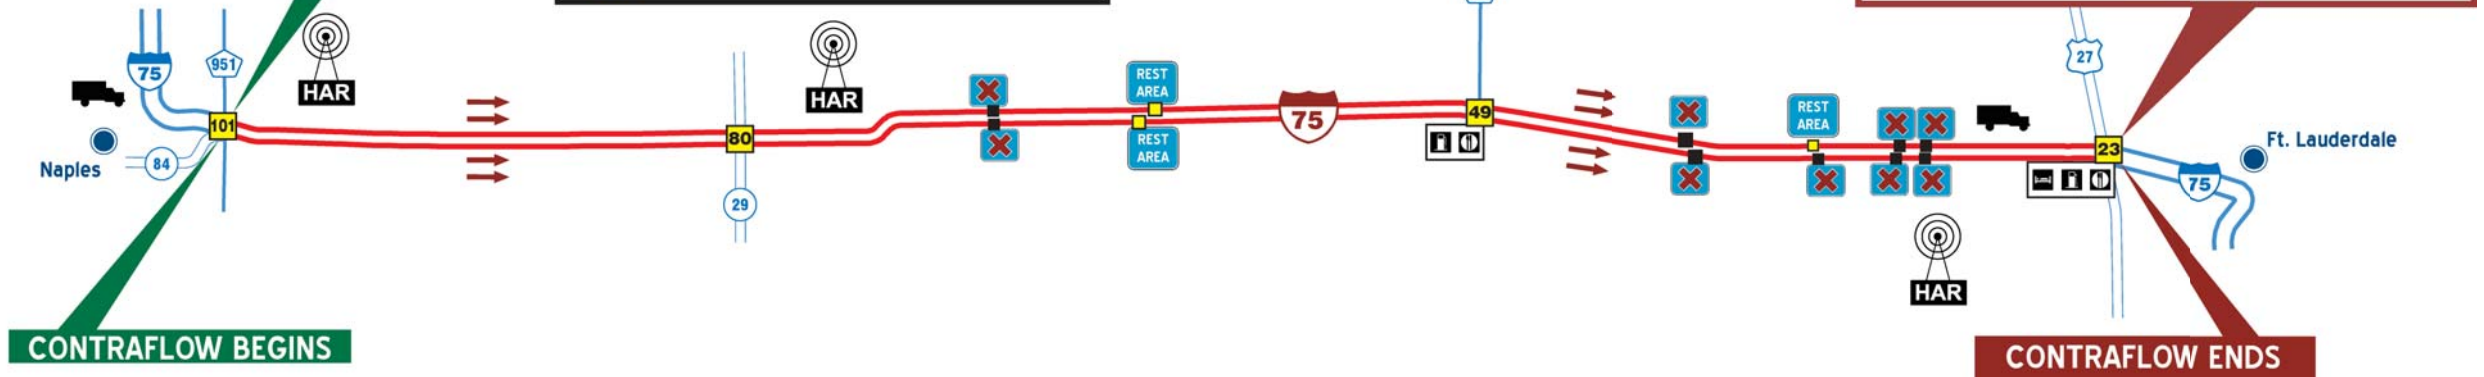 75
951
HAR
101
Naples
84
CONTRAFLOW BEGINS
80
29
HAR
REST
AREA
REST
AREA
75
49
REST
AREA
HAR
27
23
75
Ft. Lauderdale
CONTRAFLOW ENDS